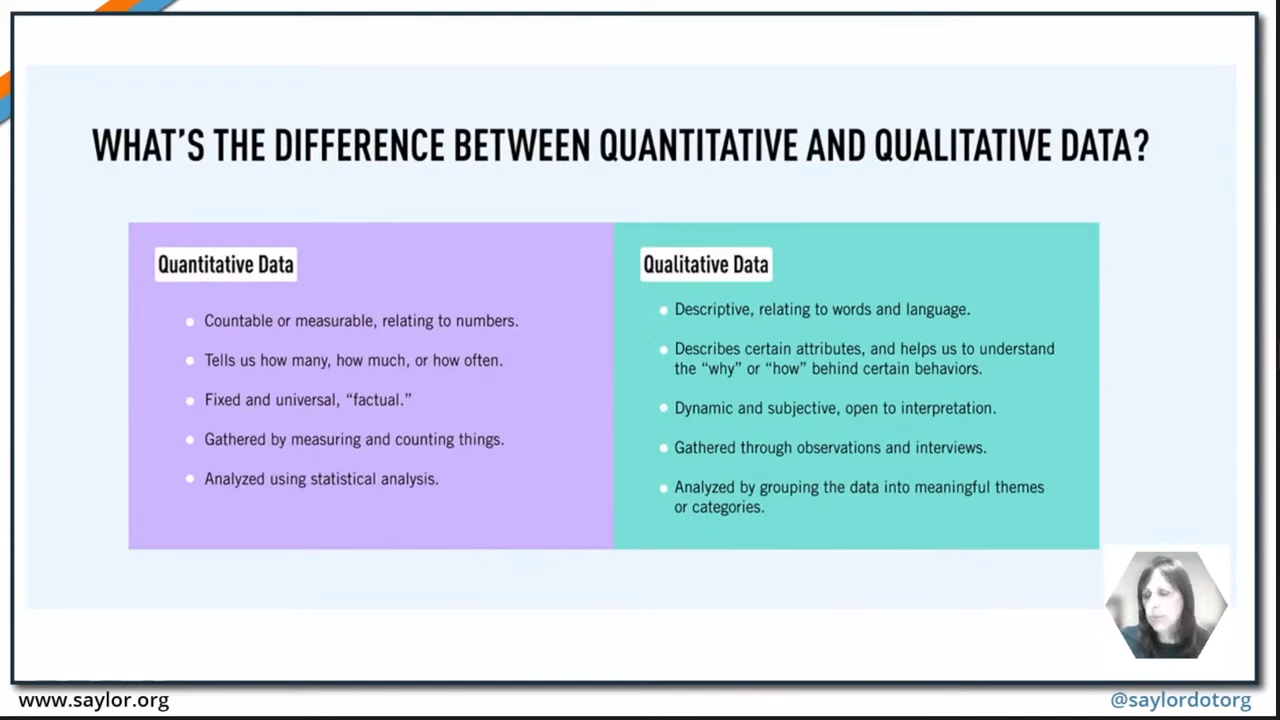 WHAT'S THE DIFFERENCE BETWEEN QUANTITATIVE AND QUALITATIVE DATA?
Quantitative Data
Countable or measurable, relating to numbers.
Tells us how many, how much, or how often.
Fixed and universal, “factual.”
Gathered by measuring and counting things.
Analyzed using statistical analysis.
Qualitative Data
Descriptive, relating to words and language.
Describes certain attributes, and helps us to understand
the “why” or “how” behind certain behaviors.
Dynamic and subjective, open to interpretation.
Gathered through observations and interviews.
Analyzed by grouping the data into meaningful themes
or categories.
www.saylor.org
@saylordotorg